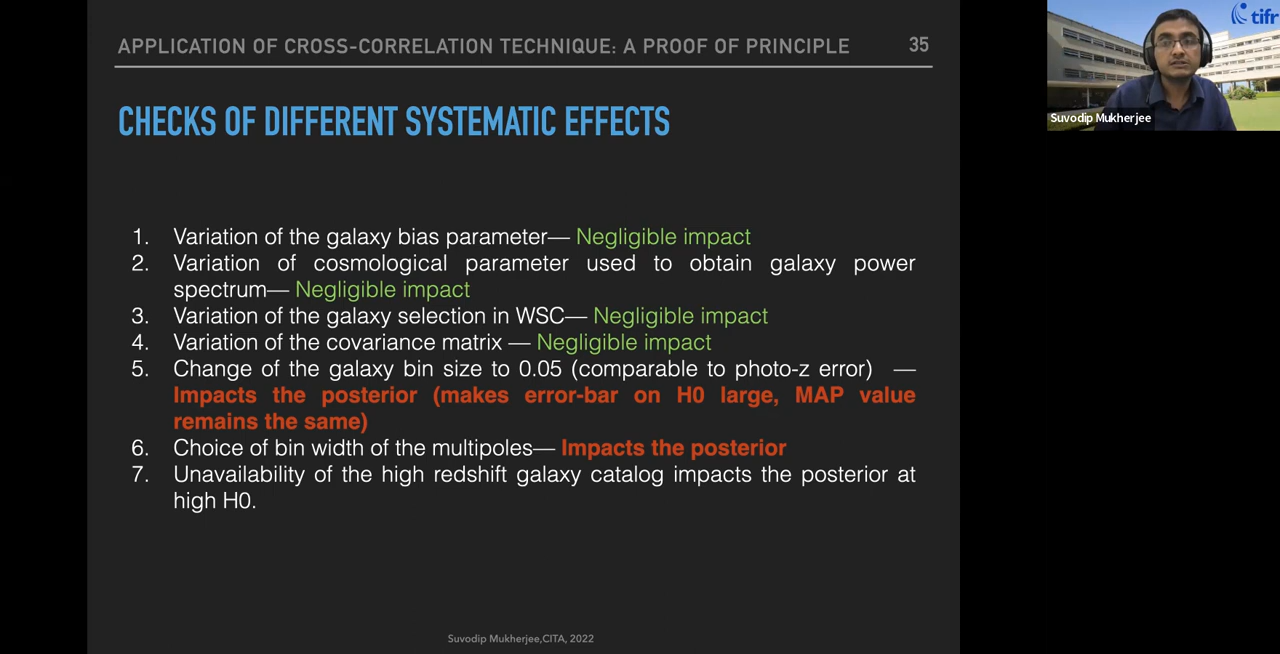 APPLICATION OF CROSS-CORRELATION TECHNIQUE: A PROOF OF PRINCIPLE 35
CHECKS OF DIFFERENT SYSTEMATIC EFFECTS
1. Variation of the galaxy bias parameter— Negligible impact
2. Variation of cosmological parameter used to obtain galaxy power
spectrum— Negligible impact
3. Variation of the galaxy selection in WSC— Negligible impact
4. Variation of the covariance matrix — Negligible impact
5. Change of the galaxy bin size to 0.05 (comparable to photo-z error) —
Impacts the posterior (makes error-bar on H0 large, MAP value
remains the same)
6. Choice of bin width of the multipoles— Impacts the posterior
7. Unavailability of the high redshift galaxy catalog impacts the posterior at
high H0.
Suvodip Mukherjee,CITA, 2022
tifr
Suvodip Mukherjee